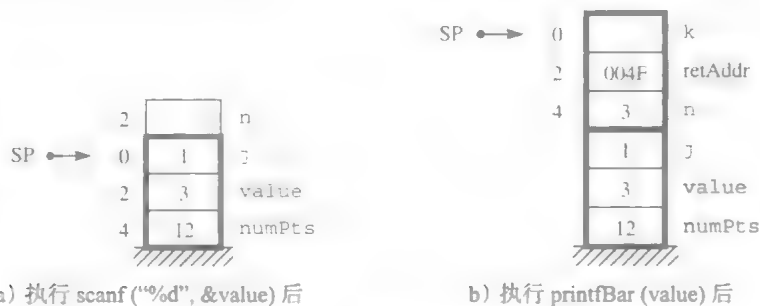 SP 0 k
2 004F retAddr
4 3 n
1 j
3 value
12 numPts
2 n
SP 0 1 j
2 3 value
4 12 numPts
a) 执行 scanf (“%d”, &value) 后
b) 执行 printfBar (value) 后